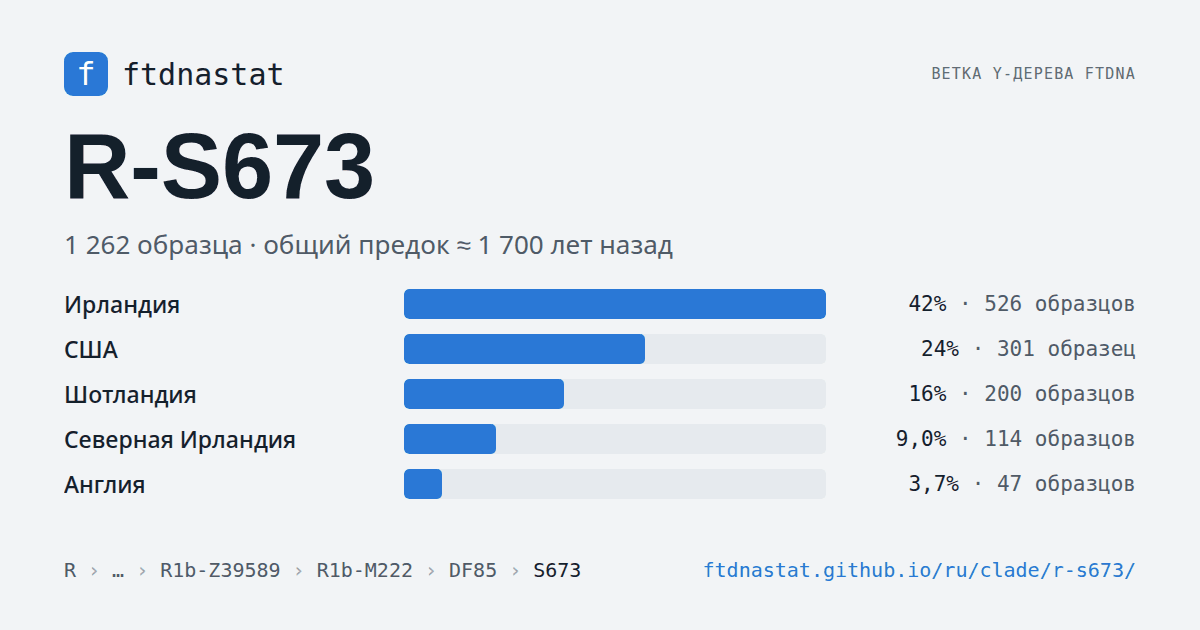 f ftdnastat
ВЕТКА Y-ДЕРЕВА FTDNA
R-S673
1 262 образца · общий предок ≈ 1 700 лет назад
Ирландия 42% · 526 образцов
США 24% · 301 образец
Шотландия 16% · 200 образцов
Северная Ирландия 9,0% · 114 образцов
Англия 3,7% · 47 образцов
R › … › R1b-Z39589 › R1b-M222 › DF85 › S673
ftdnastat.github.io/ru/clade/r-s673/